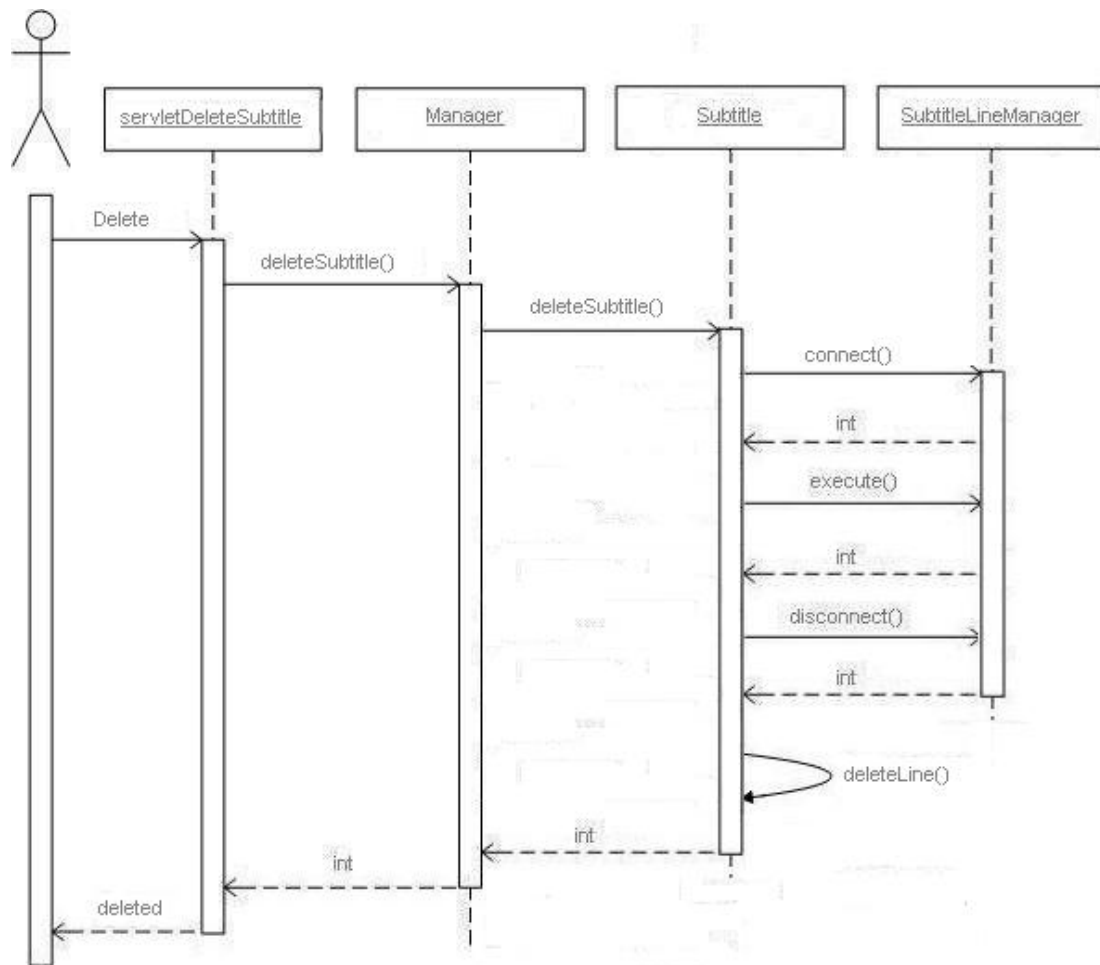 servletDeleteSubtitle
Manager
Subtitle
SubtitleLineManager
Delete
deleteSubtitle()
deleteSubtitle()
connect()
int
execute()
int
disconnect()
int
deleteLine()
int
int
deleted